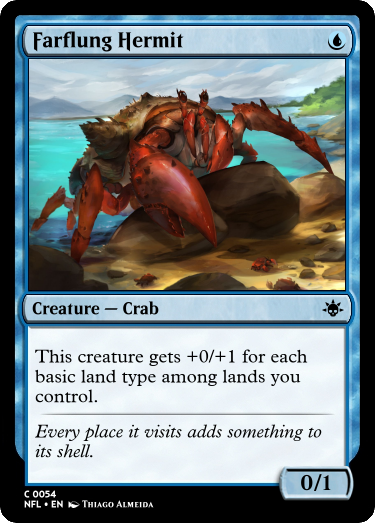 Farflung Hermit
Creature — Crab
This creature gets +0/+1 for each
basic land type among lands you
control.
Every place it visits adds something to
its shell.
0/1
C 0054
NFL • EN Thiago Almeida